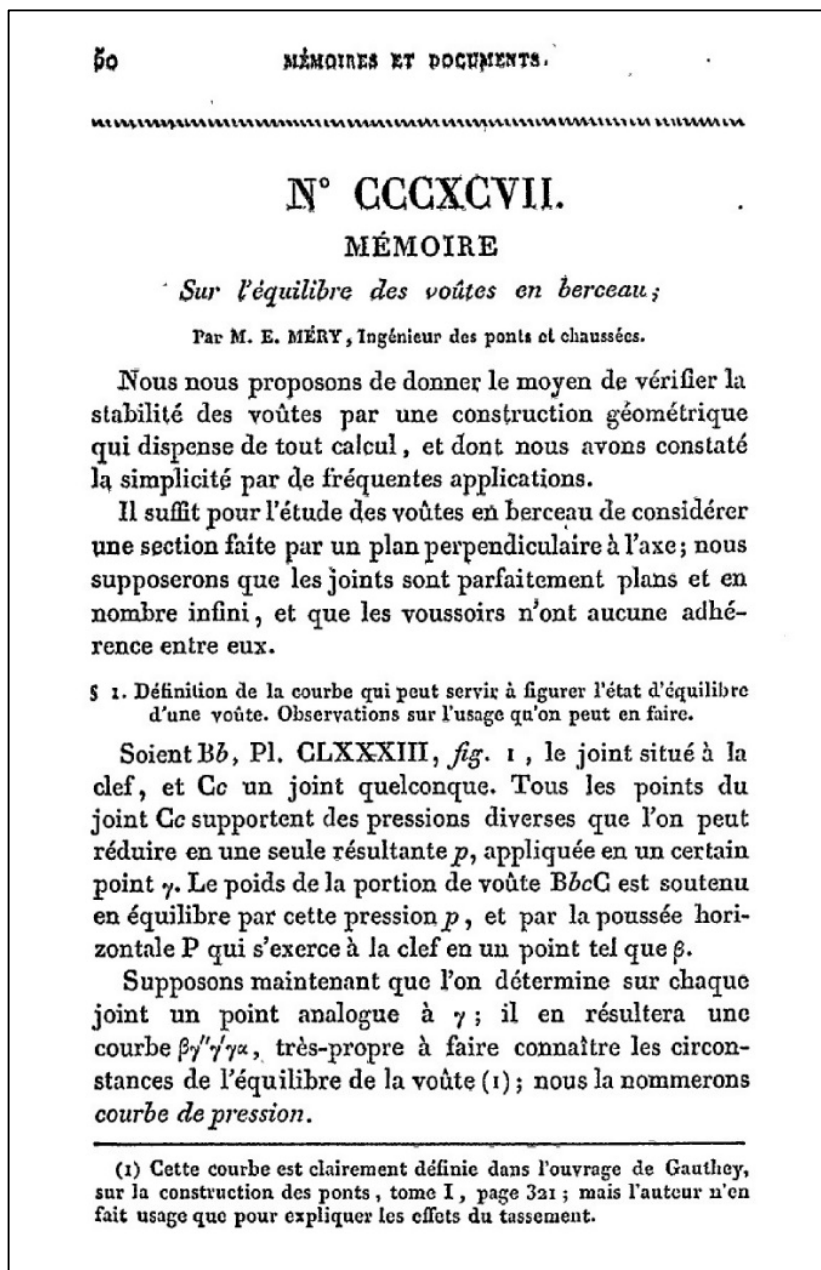 50 MÉMOIRES ET DOCUMENTS.
N° CCCXCVII.
MÉMOIRE
Sur l'équilibre des voûtes en berceau;
Par M. E. MÉRY, Ingénieur des ponts et chaussées.
Nous nous proposons de donner le moyen de vérifier la
stabilité des voûtes par une construction géométrique
qui dispense de tout calcul, et dont nous avons constaté
la simplicité par de fréquentes applications.
Il suffit pour l'étude des voûtes en berceau de considérer
une section faite par un plan perpendiculaire à l'axe; nous
supposerons que les joints sont parfaitement plans et en
nombre infini, et que les voussoirs n'ont aucune adhé-
rence entre eux.
§ 1. Définition de la courbe qui peut servir à figurer l'état d'équilibre
d'une voûte. Observations sur l'usage qu'on peut en faire.
Soient Bb, Pl. CLXXXIII, fig. 1, le joint situé à la
clef, et Cc un joint quelconque. Tous les points du
joint Cc supportent des pressions diverses que l'on peut
réduire en une seule résultante p, appliquée en un certain
point γ. Le poids de la portion de voûte BbcC est soutenu
en équilibre par cette pression p, et par la poussée hori-
zontale P qui s'exerce à la clef en un point tel que β.
Supposons maintenant que l'on détermine sur chaque
joint un point analogue à γ; il en résultera une
courbe βγ″γ′γα, très-propre à faire connaître les circon-
stances de l'équilibre de la voûte (1); nous la nommerons
courbe de pression.
(1) Cette courbe est clairement définie dans l'ouvrage de Gauthey,
sur la construction des ponts, tome I, page 321; mais l'auteur n'en
fait usage que pour expliquer les effets du tassement.